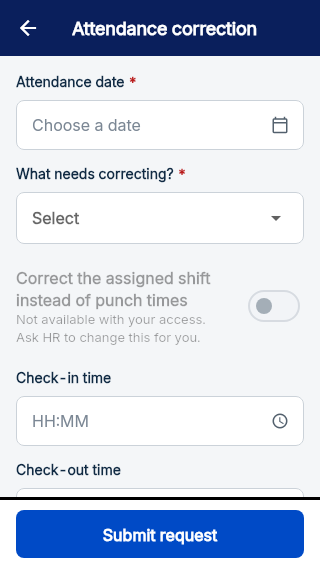 Attendance correction
Attendance date *
Choose a date
What needs correcting? *
Select
Correct the assigned shift
instead of punch times
Not available with your access.
Ask HR to change this for you.
Check-in time
HH:MM
Check-out time
Submit request